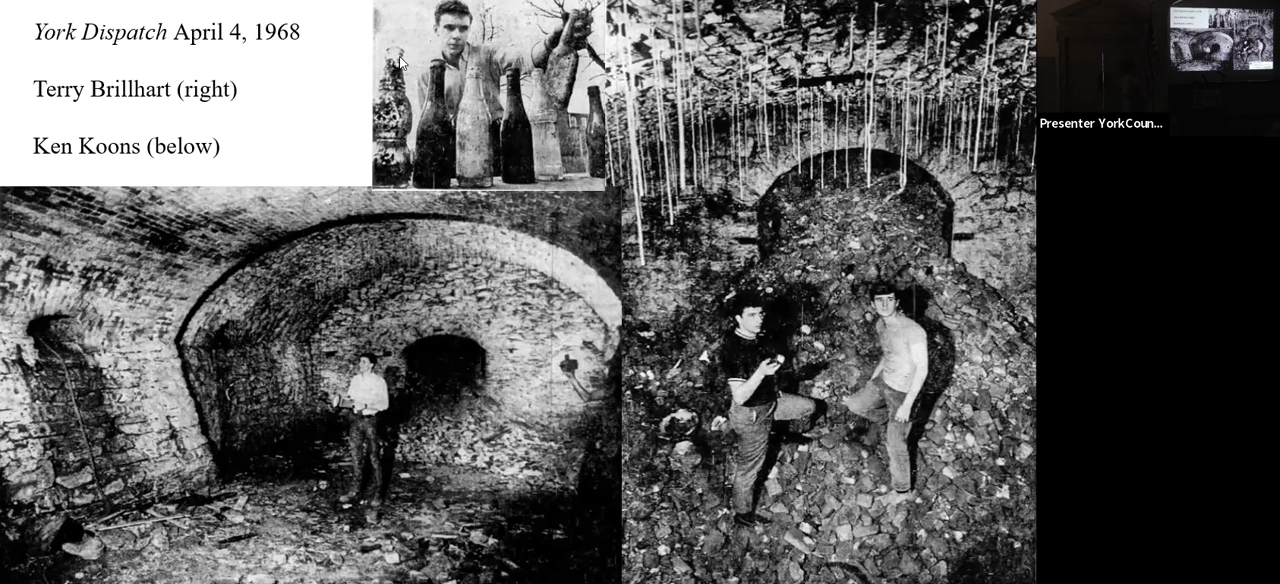 York Dispatch April 4, 1968
Terry Brillhart (right)
Ken Koons (below)
Presenter YorkCoun...